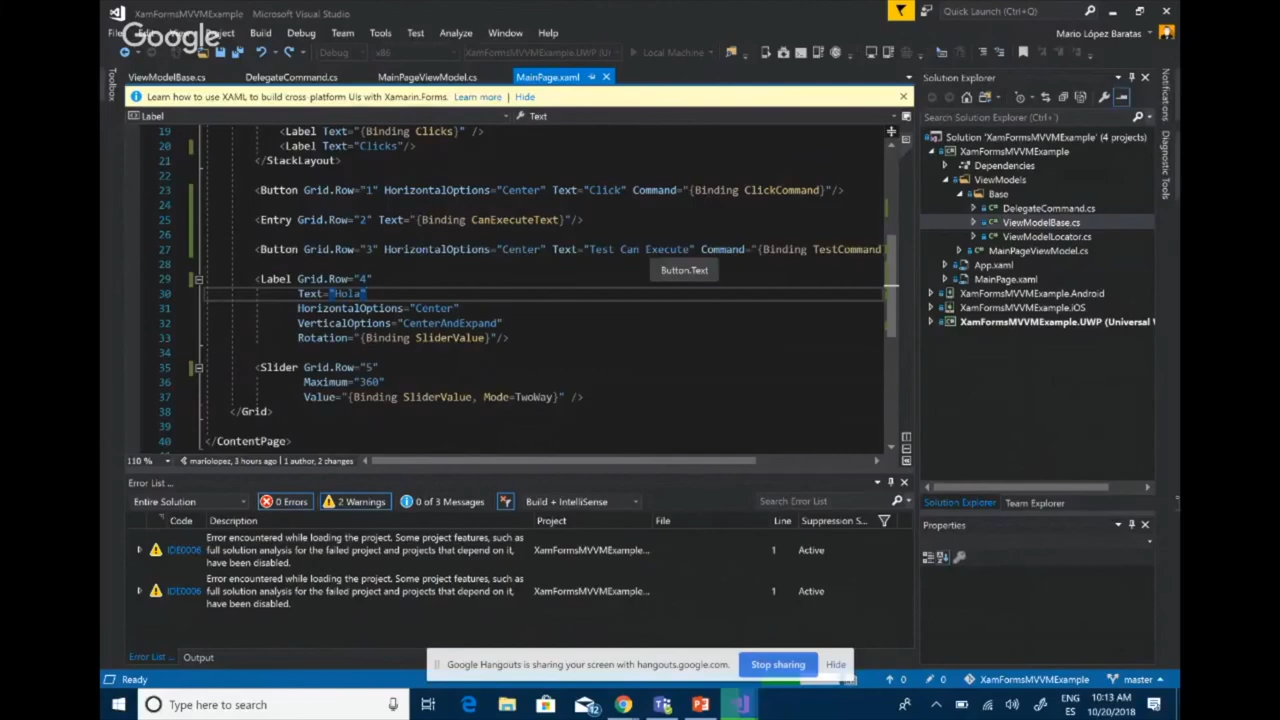 XamFormsMVVMExample - Microsoft Visual Studio
Quick Launch (Ctrl+Q)
Google
Build Debug Team Tools Test Analyze Window Help
Mario López Baratas
Debug x86 XamFormsMVVMExample.UWP Local Machine
ViewModelBase.cs DelegateCommand.cs MainPageViewModel.cs MainPage.xaml
Learn how to use XAML to build cross-platform UIs with Xamarin.Forms. Learn more Hide
Label Text
19 <Label Text="{Binding Clicks}" />
20 <Label Text="Clicks"/>
21 </StackLayout>
22
23 <Button Grid.Row="1" HorizontalOptions="Center" Text="Click" Command="{Binding ClickCommand}"/>
24
25 <Entry Grid.Row="2" Text="{Binding CanExecuteText}"/>
26
27 <Button Grid.Row="3" HorizontalOptions="Center" Text="Test Can Execute" Command="{Binding TestCommand
Button.Text
28
29 <Label Grid.Row="4"
30 Text="Hola"
31 HorizontalOptions="Center"
32 VerticalOptions="CenterAndExpand"
33 Rotation="{Binding SliderValue}"/>
34
35 <Slider Grid.Row="5"
36 Maximum="360"
37 Value="{Binding SliderValue, Mode=TwoWay}" />
38 </Grid>
39
40 </ContentPage>
110 % mariolopez, 3 hours ago | 1 author, 2 changes
Toolbox
Solution Explorer
Search Solution Explorer (Ctrl+
Solution 'XamFormsMVVMExample' (4 projects)
XamFormsMVVMExample
Dependencies
ViewModels
Base
DelegateCommand.cs
ViewModelBase.cs
ViewModelLocator.cs
MainPageViewModel.cs
App.xaml
MainPage.xaml
XamFormsMVVMExample.Android
XamFormsMVVMExample.iOS
XamFormsMVVMExample.UWP (Universal
Solution Explorer Team Explorer
Properties
Notifications
Diagnostic Tools
Error List ...
Entire Solution 0 Errors 2 Warnings 0 of 3 Messages Build + IntelliSense Search Error List
Code Description Project File Line Suppression S...
IDE0006 Error encountered while loading the project. Some project features, such as
full solution analysis for the failed project and projects that depend on it,
have been disabled.
XamFormsMVVMExample... 1 Active
IDE0006 Error encountered while loading the project. Some project features, such as
full solution analysis for the failed project and projects that depend on it,
have been disabled.
XamFormsMVVMExample... 1 Active
Error List ... Output
Google Hangouts is sharing your screen with hangouts.google.com. Stop sharing Hide
Ready 0 0 XamFormsMVVMExample master
Type here to search
12
ENG
ES
10:13 AM
10/20/2018